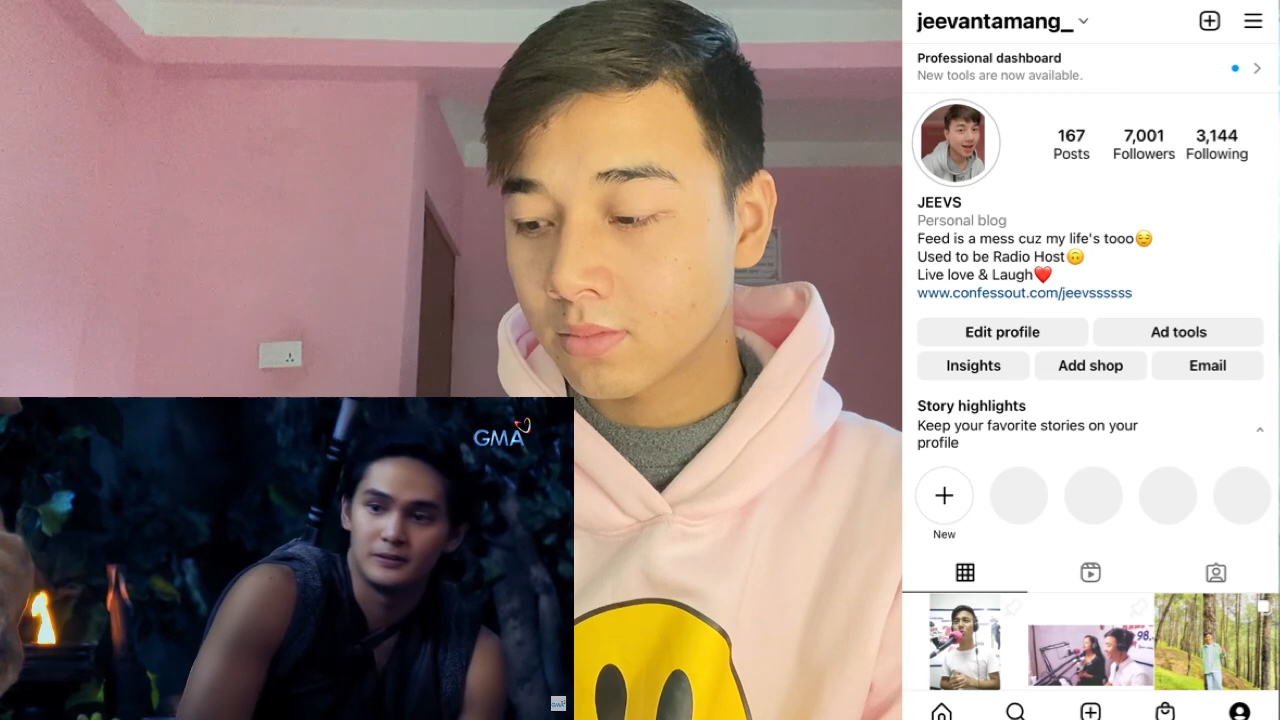 jeevantamang_
Professional dashboard
New tools are now available.
167
7,001
3,144
Posts
Followers
Following
JEEVS
Personal blog
Feed is a mess cuz my life's tooo😌
Used to be Radio Host🙃
Live love & Laugh❤️
www.confessout.com/jeevssssss
Edit profile
Ad tools
Insights
Add shop
Email
Story highlights
Keep your favorite stories on your
profile
New
98.
GMA